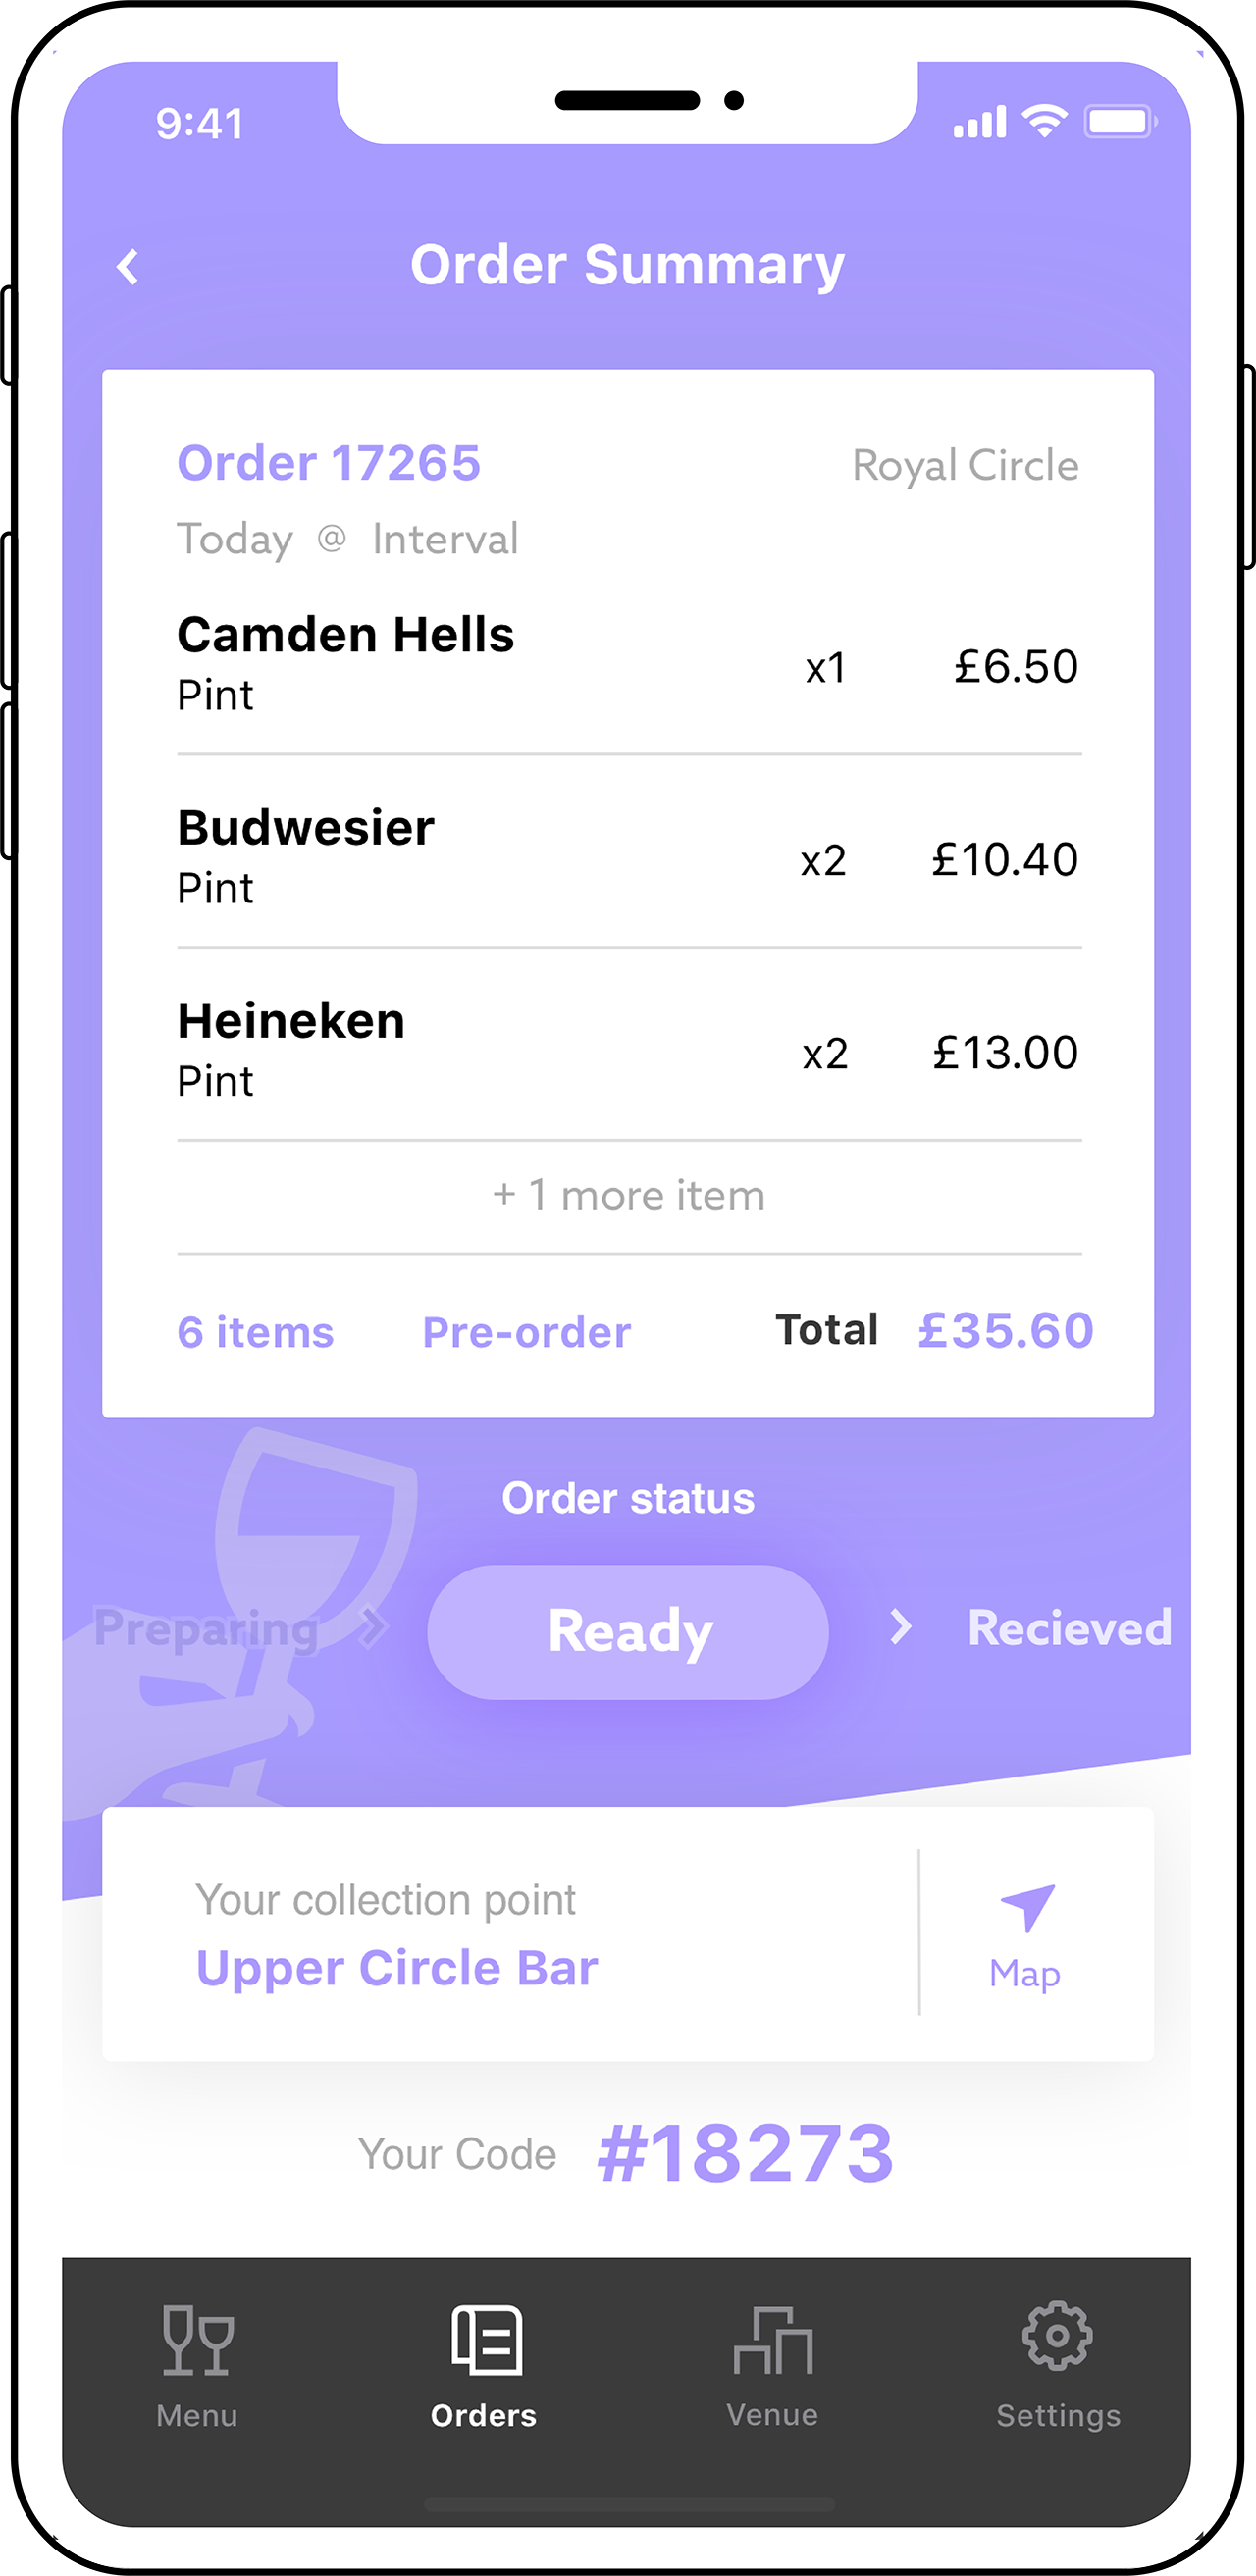 9:41
Order Summary
Order 17265 Royal Circle
Today @ Interval
Camden Hells
Pint x1 £6.50
Budwesier
Pint x2 £10.40
Heineken
Pint x2 £13.00
+ 1 more item
6 items Pre-order Total £35.60
Order status
Preparing Ready Recieved
Your collection point
Upper Circle Bar
Map
Your Code #18273
Menu Orders Venue Settings